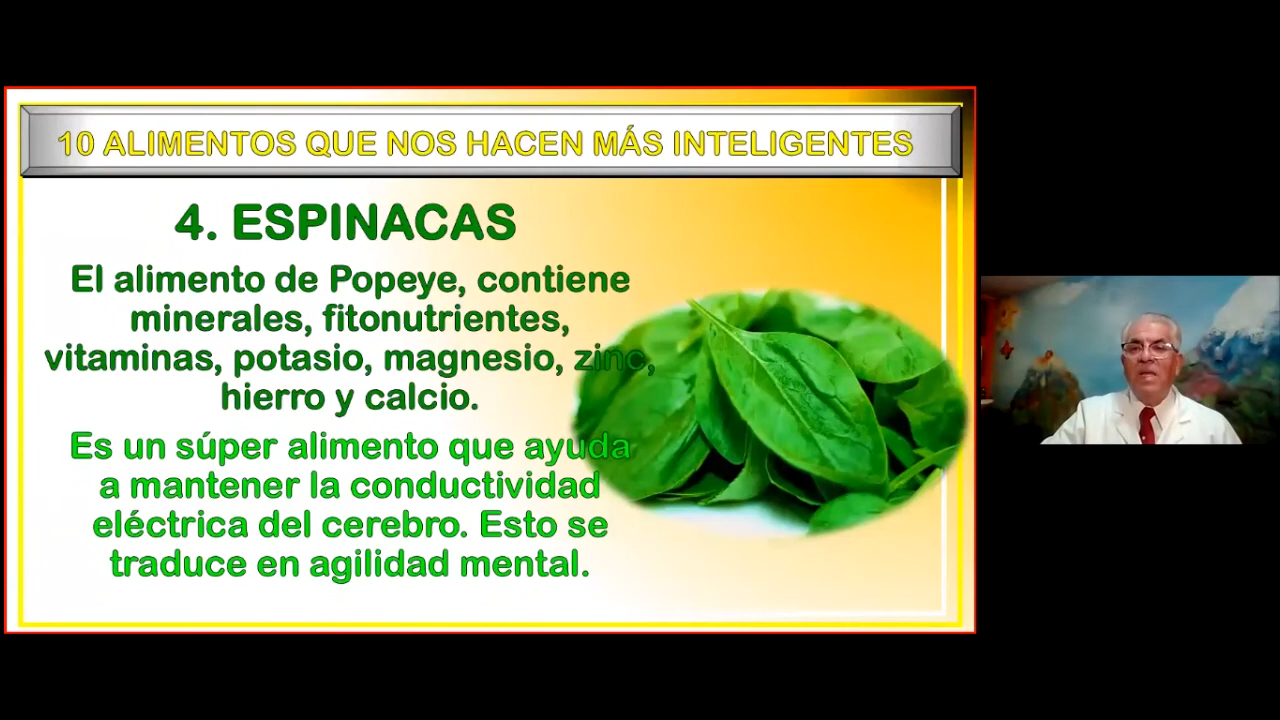 10 ALIMENTOS QUE NOS HACEN MÁS INTELIGENTES
4. ESPINACAS
El alimento de Popeye, contiene
minerales, fitonutrientes,
vitaminas, potasio, magnesio, zinc,
hierro y calcio.
Es un súper alimento que ayuda
a mantener la conductividad
eléctrica del cerebro. Esto se
traduce en agilidad mental.